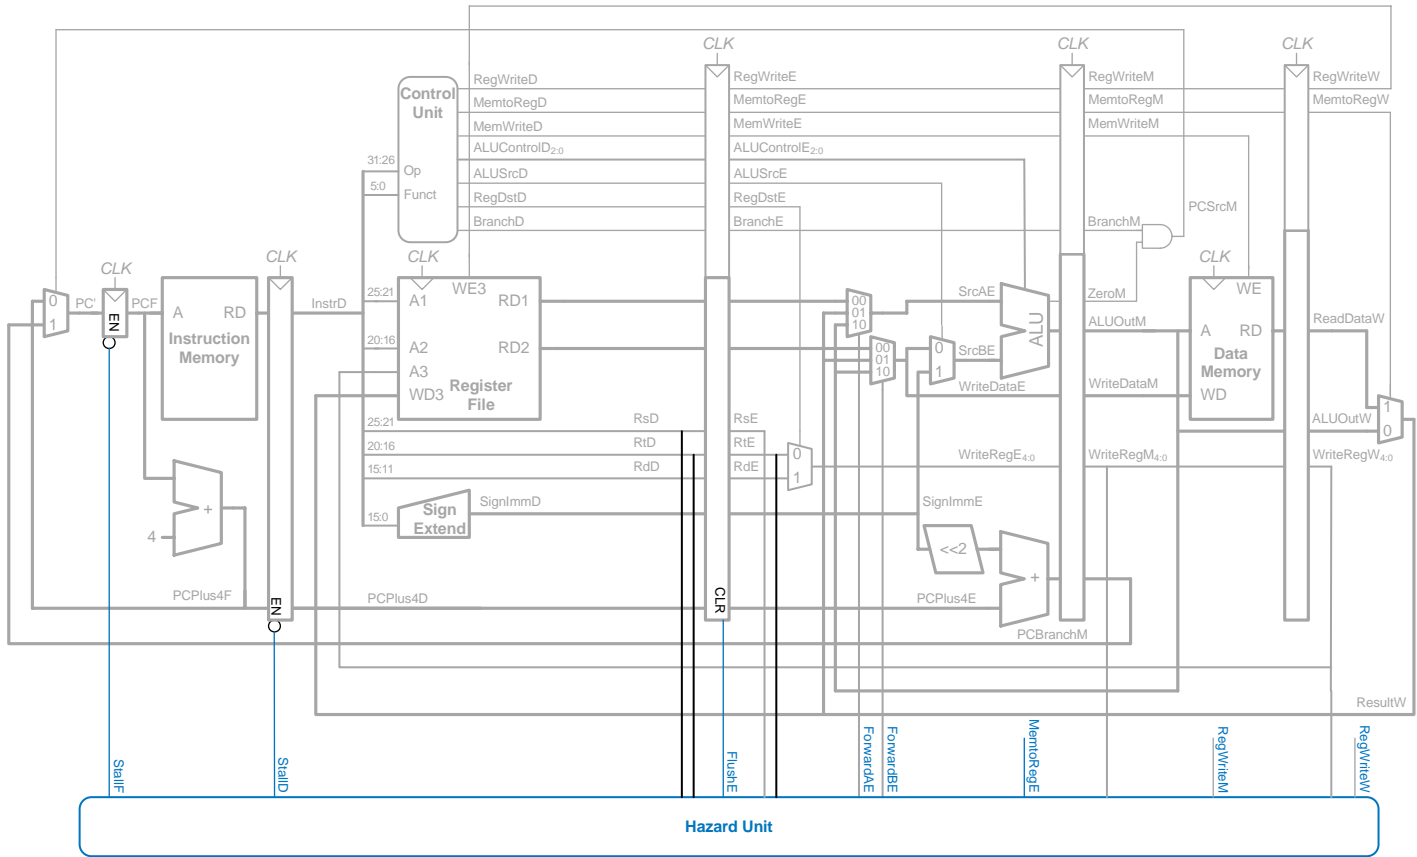 CLK CLK CLK
RegWriteD RegWriteE RegWriteM RegWriteW
Control Unit
MemtoRegD MemtoRegE MemtoRegM MemtoRegW
MemWriteD MemWriteE MemWriteM
ALUControlD2:0 ALUControlE2:0
31:26 Op ALUSrcD ALUSrcE
5:0 Funct RegDstD RegDstE
BranchD BranchE BranchM PCSrcM
CLK CLK CLK CLK
0 1 PC' EN PCF
A RD
Instruction Memory
InstrD
25:21 A1 WE3 RD1
20:16 A2 RD2
A3
WD3
Register File
00 01 10
00 01 10
0 1
SrcAE
SrcBE
ALU
ZeroM
ALUOutM
WE
A RD
Data Memory
WD
ReadDataW
1 0
WriteDataE WriteDataM
ALUOutW
25:21 RsD RsE
20:16 RtD RtE 0
15:11 RdD RdE 1
WriteRegE4:0 WriteRegM4:0 WriteRegW4:0
15:0 Sign Extend SignImmD SignImmE
4 +
<<2 +
PCPlus4F EN PCPlus4D CLR PCPlus4E
PCBranchM
ResultW
StallF
StallD
FlushE
ForwardAE
ForwardBE
MemtoRegE
RegWriteM
RegWriteW
Hazard Unit